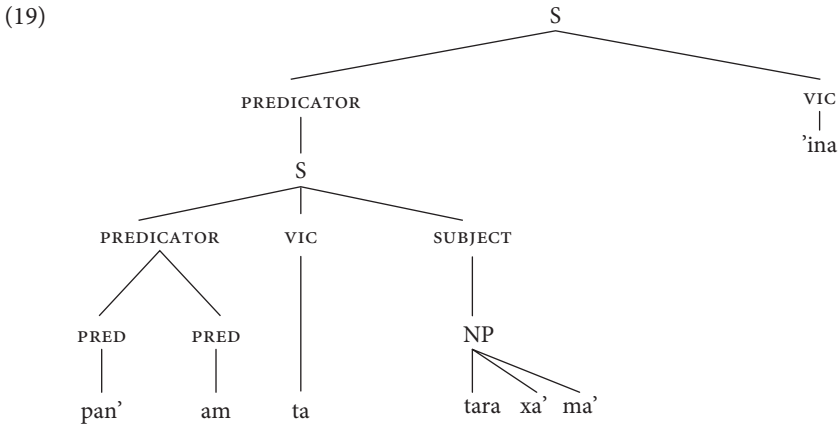 (19) S
PREDICATOR VIC
'ina
S
PREDICATOR VIC SUBJECT
PRED PRED NP
pan' am ta tara xa' ma'